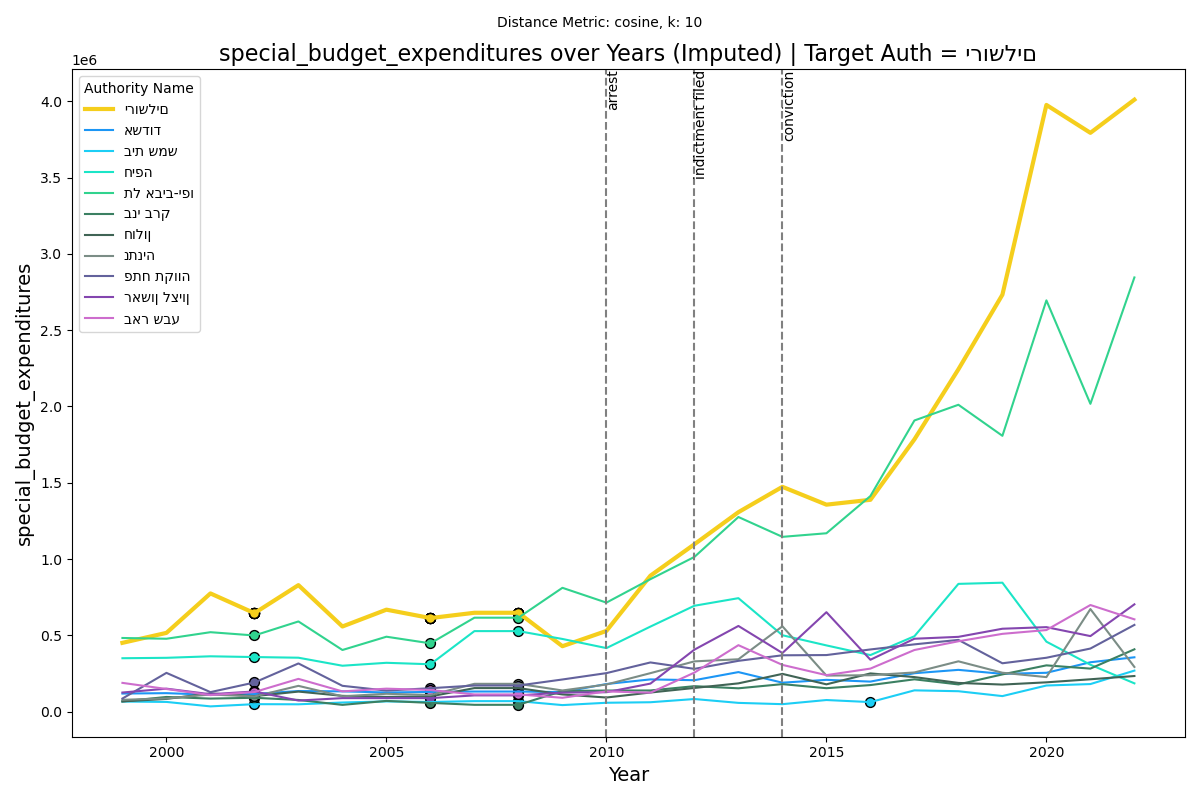 Distance Metric: cosine, k: 10
special_budget_expenditures over Years (Imputed) | Target Auth = ירושלים
1e6
4.0
3.5
3.0
2.5
2.0
1.5
1.0
0.5
0.0
special_budget_expenditures
Authority Name
ירושלים
אשדוד
בית שמש
חיפה
תל אביב-יפו
בני ברק
חולון
נתניה
פתח תקווה
ראשון לציון
באר שבע
arrest
indictment filed
conviction
2000
2005
2010
2015
2020
Year